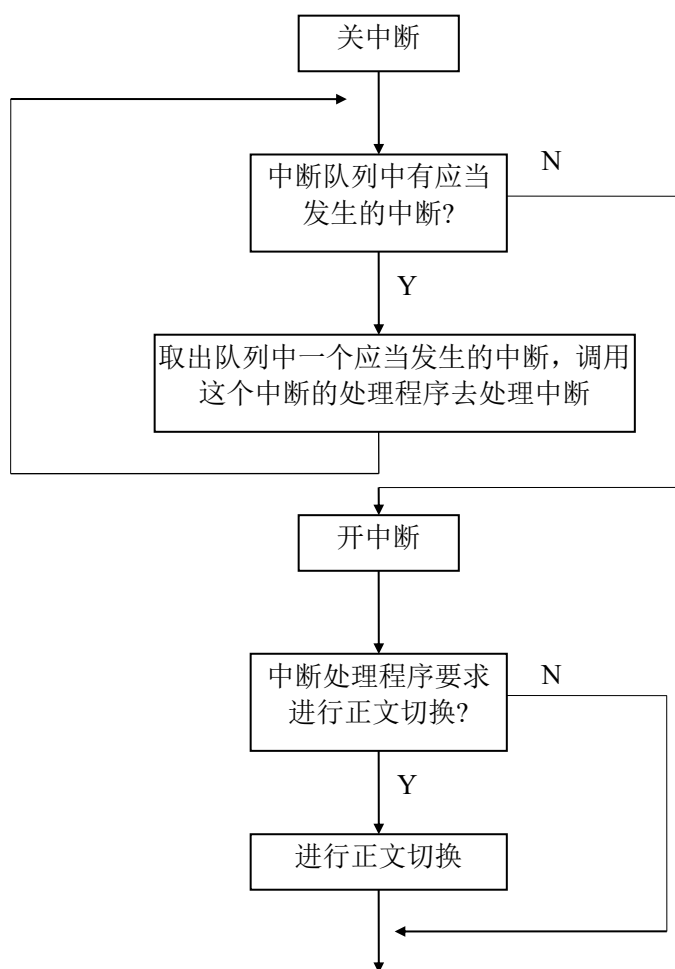 关中断
中断队列中有应当
发生的中断?
N
Y
取出队列中一个应当发生的中断，调用
这个中断的处理程序去处理中断
开中断
中断处理程序要求
进行正文切换?
N
Y
进行正文切换